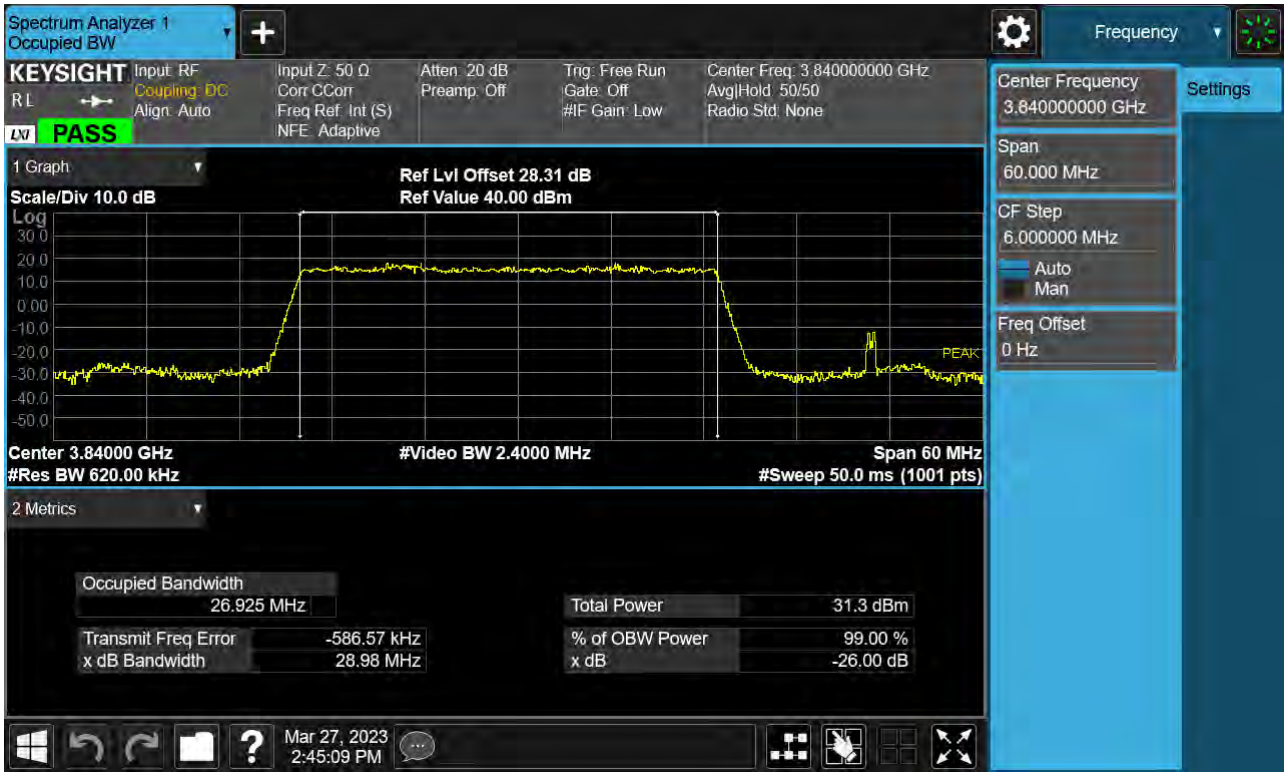 Spectrum Analyzer 1
Occupied BW
+
Frequency
KEYSIGHT
R L
LXI
PASS
Input: RF
Coupling: DC
Align: Auto
Input Z: 50 Ω
Corr CCorr
Freq Ref: Int (S)
NFE: Adaptive
Atten: 20 dB
Preamp: Off
Trig: Free Run
Gate: Off
#IF Gain: Low
Center Freq: 3.840000000 GHz
Avg|Hold: 50/50
Radio Std: None
Center Frequency
3.840000000 GHz
Settings
Span
60.000 MHz
CF Step
6.000000 MHz
Auto
Man
Freq Offset
0 Hz
1 Graph
Scale/Div 10.0 dB
Ref Lvl Offset 28.31 dB
Ref Value 40.00 dBm
Log
30.0
20.0
10.0
0.00
-10.0
-20.0
-30.0
-40.0
-50.0
PEAK
Center 3.84000 GHz
#Video BW 2.4000 MHz
Span 60 MHz
#Res BW 620.00 kHz
#Sweep 50.0 ms (1001 pts)
2 Metrics
Occupied Bandwidth
26.925 MHz
Total Power 31.3 dBm
Transmit Freq Error -586.57 kHz
% of OBW Power 99.00 %
x dB Bandwidth 28.98 MHz
x dB -26.00 dB
?
Mar 27, 2023
2:45:09 PM